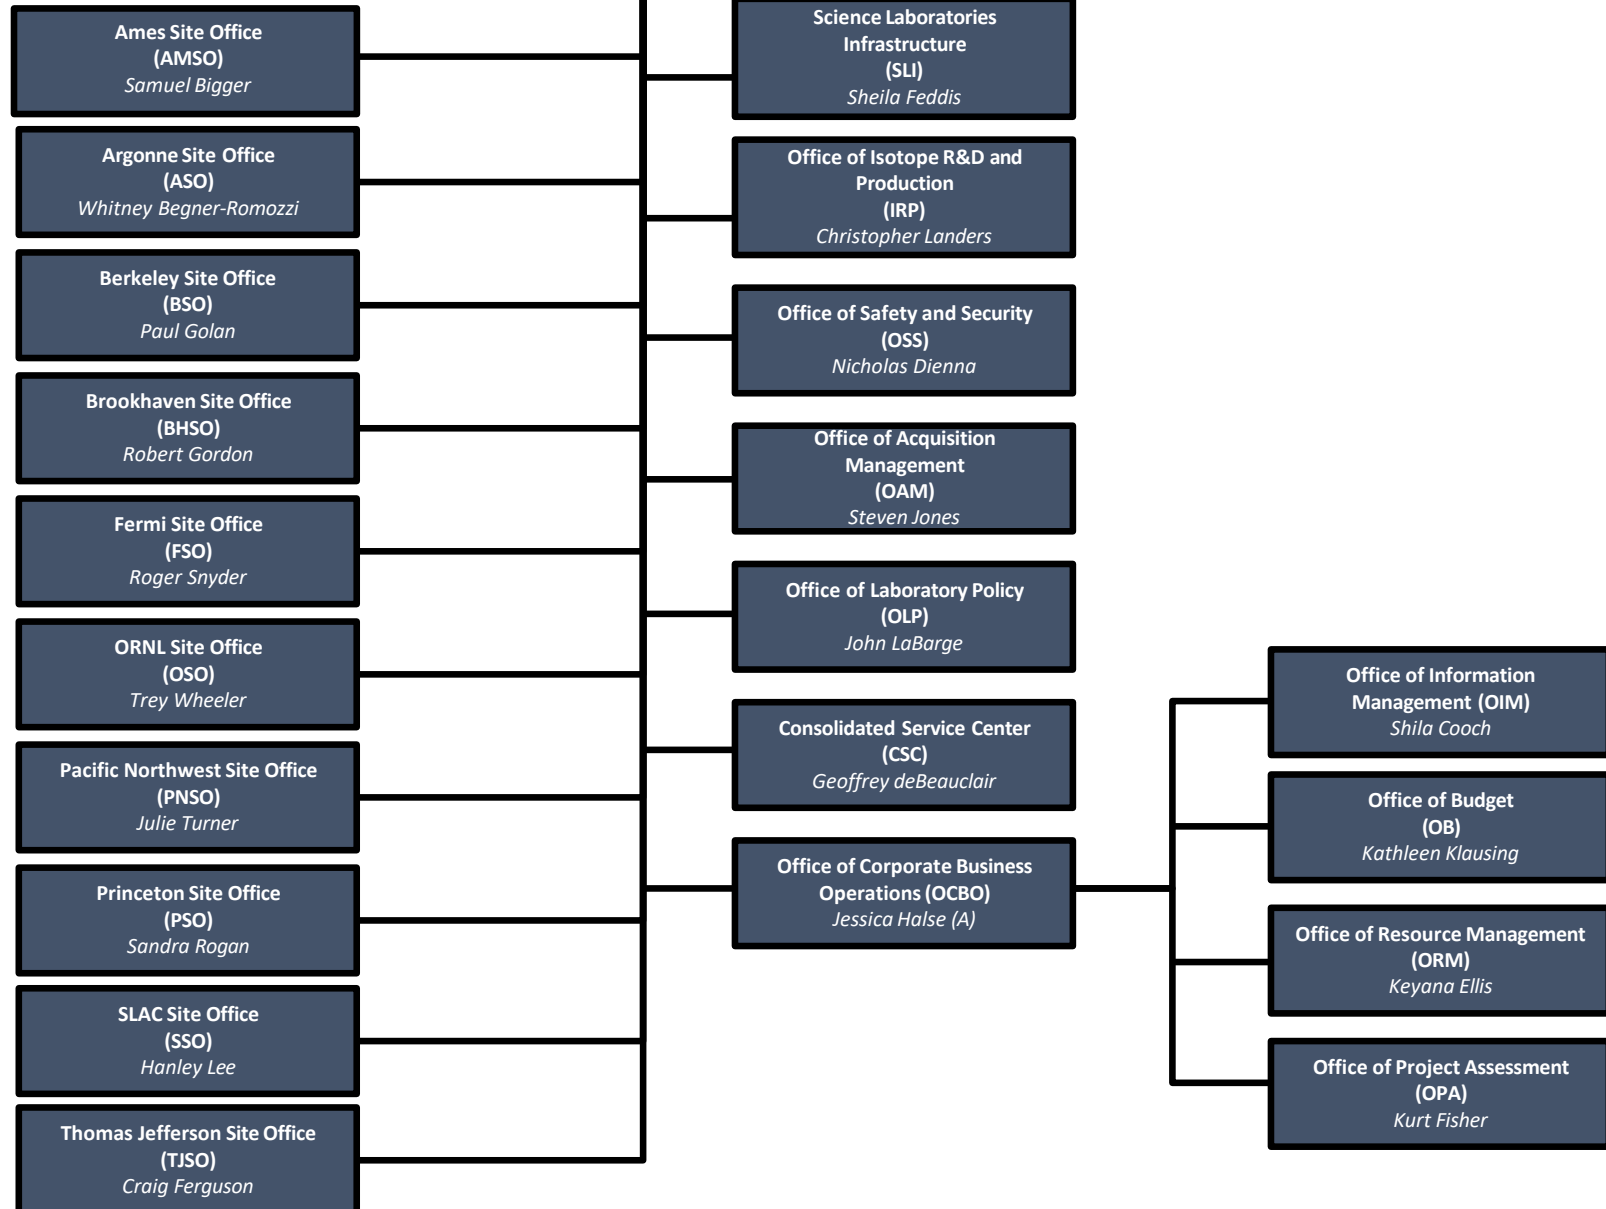 Ames Site Office
(AMSO)
Samuel Bigger
Argonne Site Office
(ASO)
Whitney Begner-Romozzi
Berkeley Site Office
(BSO)
Paul Golan
Brookhaven Site Office
(BHSO)
Robert Gordon
Fermi Site Office
(FSO)
Roger Snyder
ORNL Site Office
(OSO)
Trey Wheeler
Pacific Northwest Site Office
(PNSO)
Julie Turner
Princeton Site Office
(PSO)
Sandra Rogan
SLAC Site Office
(SSO)
Hanley Lee
Thomas Jefferson Site Office
(TJSO)
Craig Ferguson
Science Laboratories
Infrastructure
(SLI)
Sheila Feddis
Office of Isotope R&D and
Production
(IRP)
Christopher Landers
Office of Safety and Security
(OSS)
Nicholas Dienna
Office of Acquisition
Management
(OAM)
Steven Jones
Office of Laboratory Policy
(OLP)
John LaBarge
Consolidated Service Center
(CSC)
Geoffrey deBeauclair
Office of Corporate Business
Operations (OCBO)
Jessica Halse (A)
Office of Information
Management (OIM)
Shila Cooch
Office of Budget
(OB)
Kathleen Klausing
Office of Resource Management
(ORM)
Keyana Ellis
Office of Project Assessment
(OPA)
Kurt Fisher